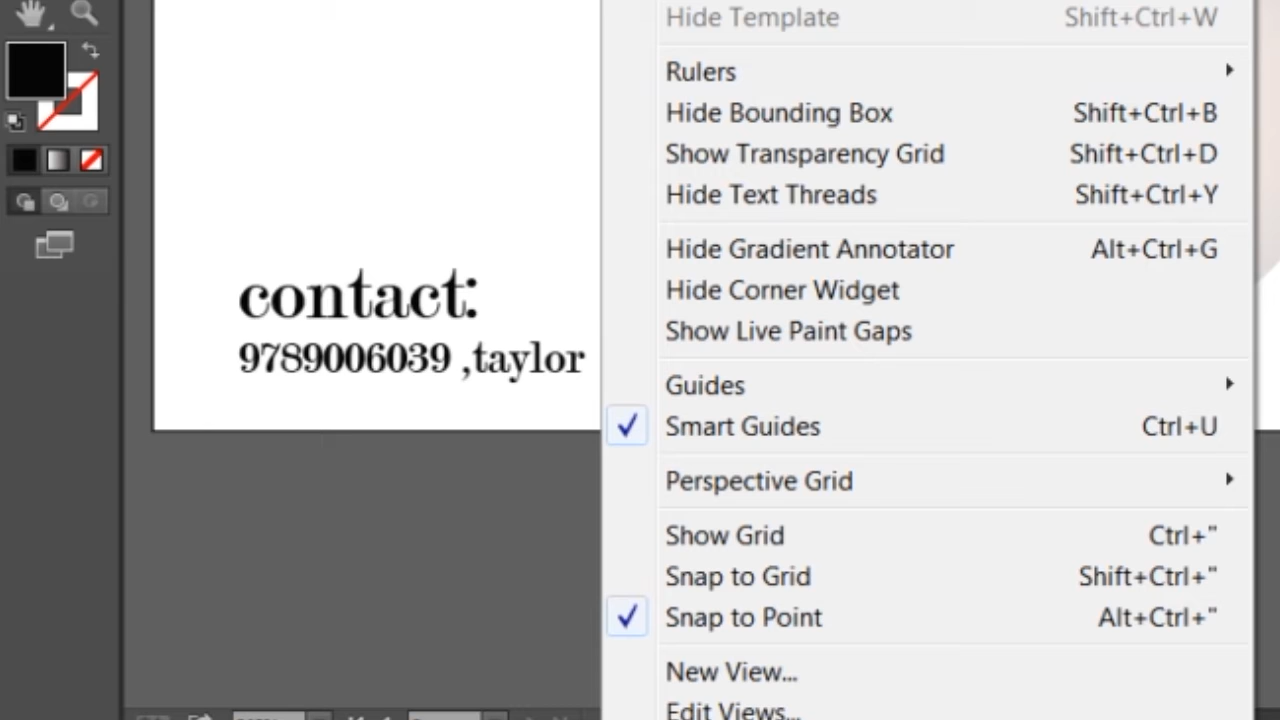 Hide Template Shift+Ctrl+W
Rulers
Hide Bounding Box Shift+Ctrl+B
Show Transparency Grid Shift+Ctrl+D
Hide Text Threads Shift+Ctrl+Y
Hide Gradient Annotator Alt+Ctrl+G
Hide Corner Widget
Show Live Paint Gaps
Guides
Smart Guides Ctrl+U
Perspective Grid
Show Grid Ctrl+"
Snap to Grid Shift+Ctrl+"
Snap to Point Alt+Ctrl+"
New View...
Edit Views...
contact:
9789006039 ,taylor